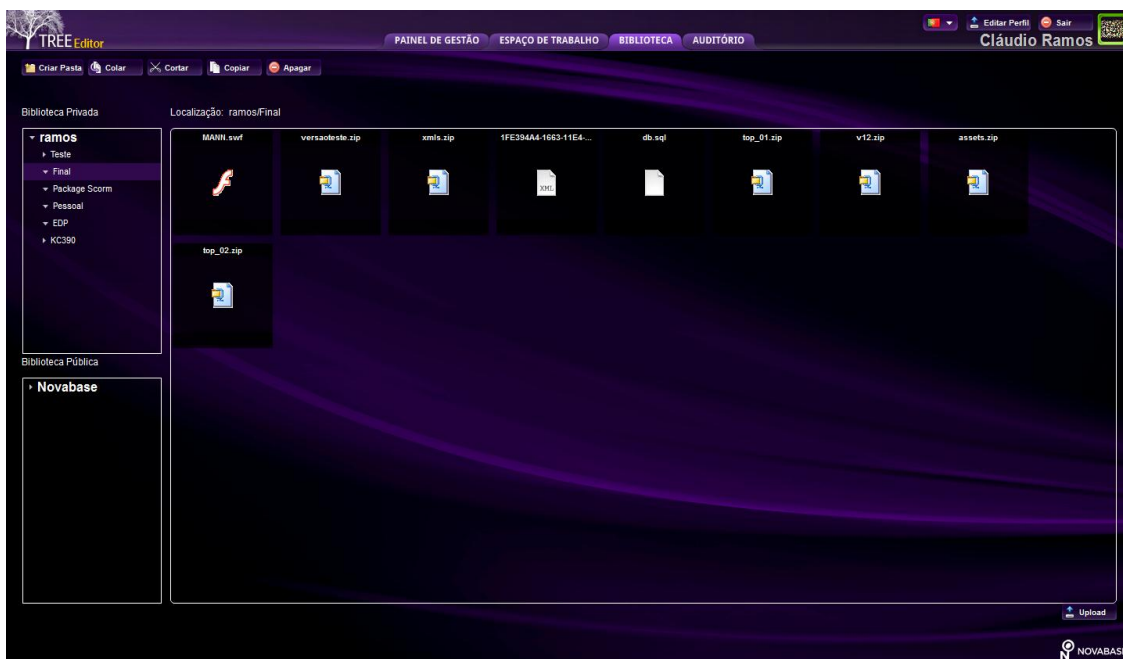 TREE Editor
PAINEL DE GESTÃO ESPAÇO DE TRABALHO BIBLIOTECA AUDITÓRIO
Editar Perfil Sair
Cláudio Ramos
Criar Pasta Colar Cortar Copiar Apagar
Biblioteca Privada
Localização: ramos/Final
ramos
Teste
Final
Package Scorm
Pessoal
EDP
KC390
MANN.swf versaoteste.zip xmls.zip 1FE394A4-1663-11E4-... db.sql top_01.zip v12.zip assets.zip
XML
top_02.zip
Biblioteca Pública
Novabase
Upload
NOVABASE